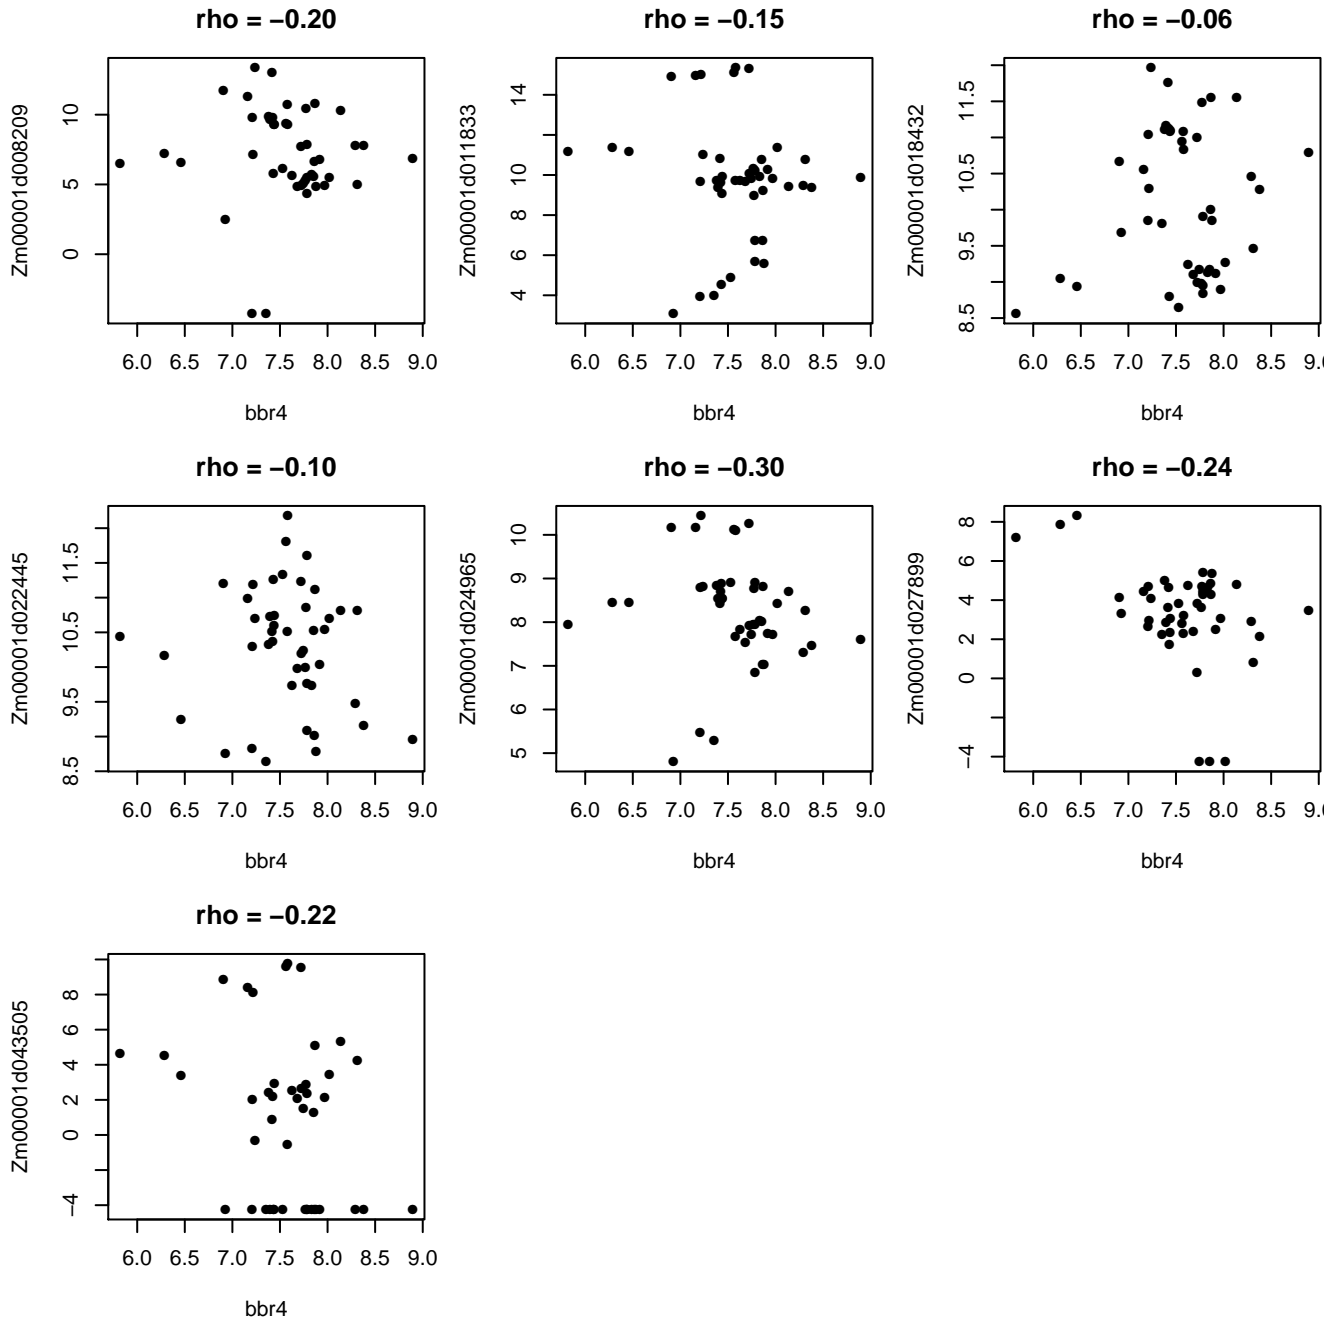 rho = −0.20
Zm00001d008209
10
5
0
6.0 6.5 7.0 7.5 8.0 8.5 9.0
bbr4
rho = −0.15
Zm00001d011833
14
10
8
6
4
6.0 6.5 7.0 7.5 8.0 8.5 9.0
bbr4
rho = −0.06
Zm00001d018432
11.5
10.5
9.5
8.5
6.0 6.5 7.0 7.5 8.0 8.5 9.0
bbr4
rho = −0.10
Zm00001d022445
11.5
10.5
9.5
8.5
6.0 6.5 7.0 7.5 8.0 8.5 9.0
bbr4
rho = −0.30
Zm00001d024965
10
9
8
7
6
5
6.0 6.5 7.0 7.5 8.0 8.5 9.0
bbr4
rho = −0.24
Zm00001d027899
8
6
4
2
0
−4
6.0 6.5 7.0 7.5 8.0 8.5 9.0
bbr4
rho = −0.22
Zm00001d043505
8
6
4
2
0
−4
6.0 6.5 7.0 7.5 8.0 8.5 9.0
bbr4